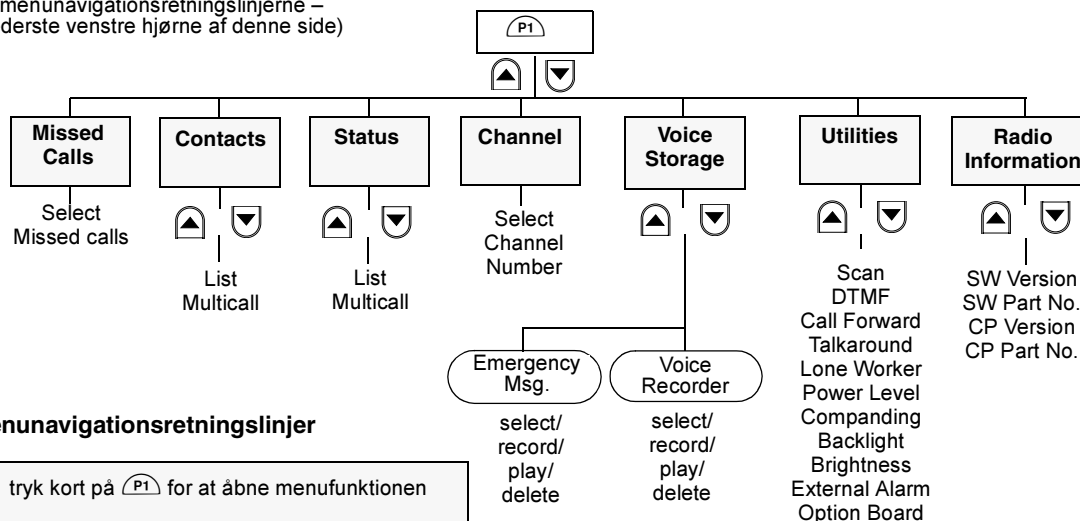 menunavigationsretningslinjerne –
derste venstre hjørne af denne side)
P1
Missed
Calls
Contacts
Status
Channel
Voice
Storage
Utilities
Radio
Information
Select
Missed calls
List
Multicall
List
Multicall
Select
Channel
Number
Scan
DTMF
Call Forward
Talkaround
Lone Worker
Power Level
Companding
Backlight
Brightness
External Alarm
Option Board
SW Version
SW Part No.
CP Version
CP Part No.
Emergency
Msg.
select/
record/
play/
delete
Voice
Recorder
select/
record/
play/
delete
enunavigationsretningslinjer
tryk kort på P1 for at åbne menufunktionen